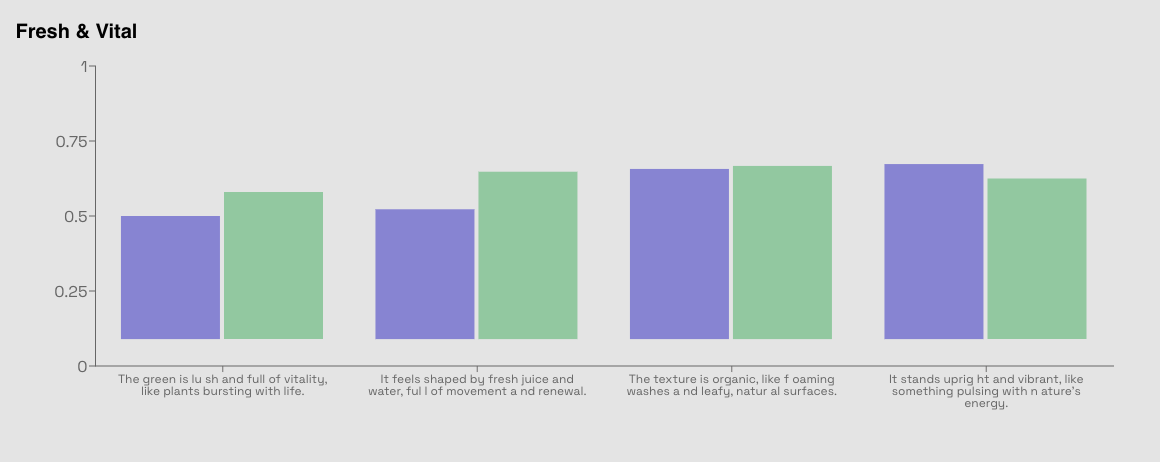 Fresh & Vital
1
0.75
0.5
0.25
0
The green is lu sh and full of vitality,
like plants bursting with life.
It feels shaped by fresh juice and
water, ful l of movement a nd renewal.
The texture is organic, like f oaming
washes a nd leafy, natur al surfaces.
It stands uprig ht and vibrant, like
something pulsing with n ature's
energy.